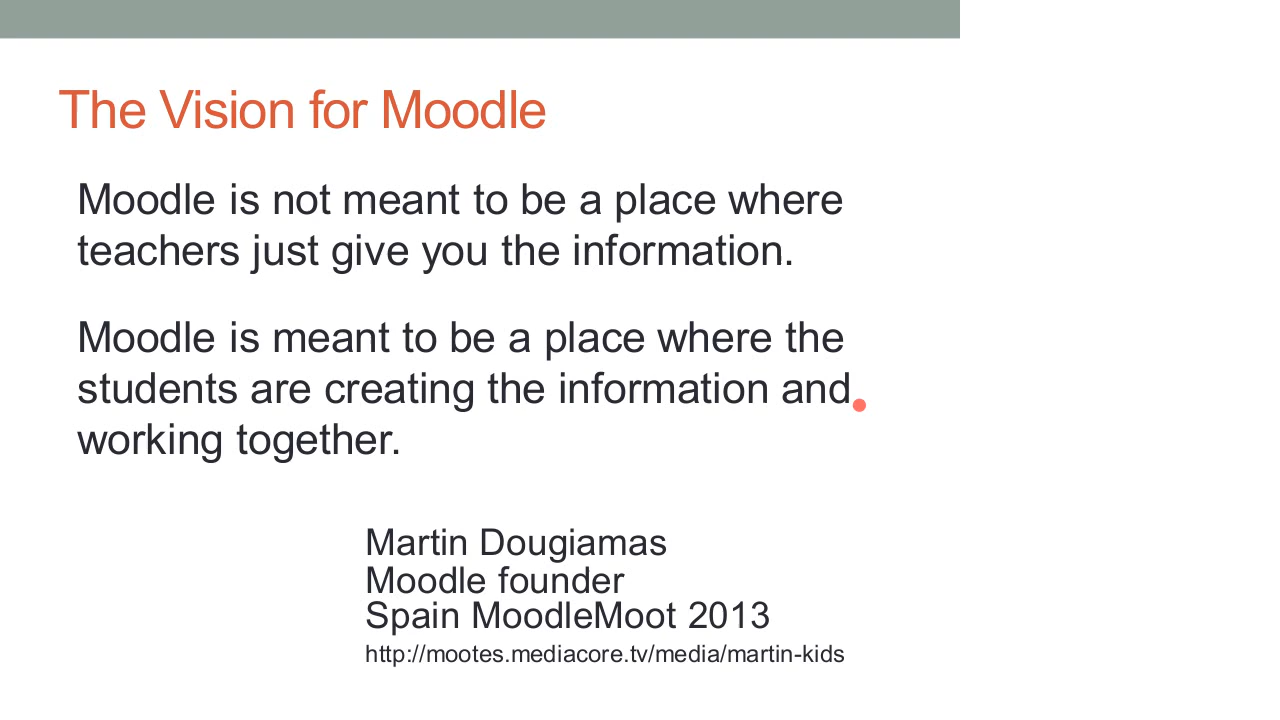 The Vision for Moodle
Moodle is not meant to be a place where
teachers just give you the information.
Moodle is meant to be a place where the
students are creating the information and
working together.
Martin Dougiamas
Moodle founder
Spain MoodleMoot 2013
http://mootes.mediacore.tv/media/martin-kids